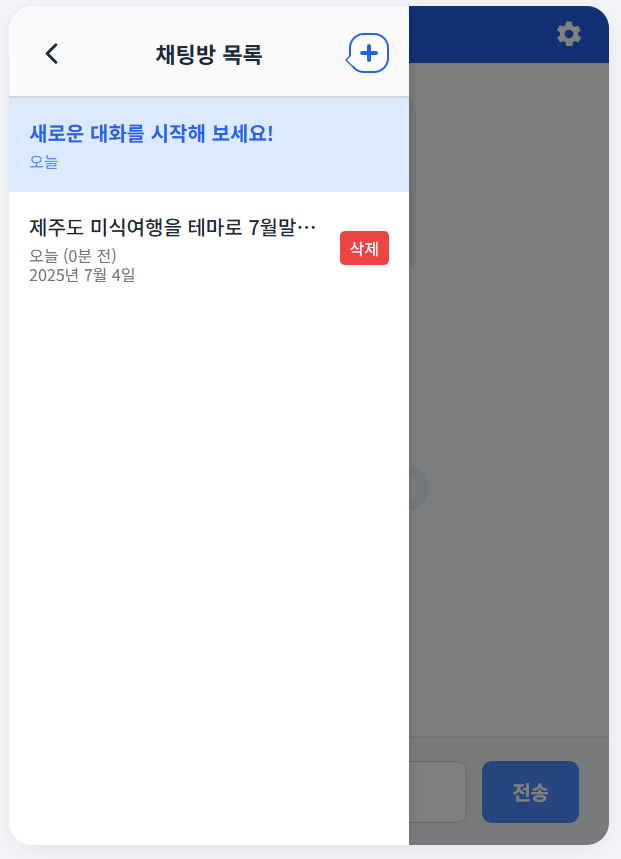 채팅방 목록
새로운 대화를 시작해 보세요!
오늘
제주도 미식여행을 테마로 7월말…
오늘 (0분 전)
2025년 7월 4일
삭제
전송